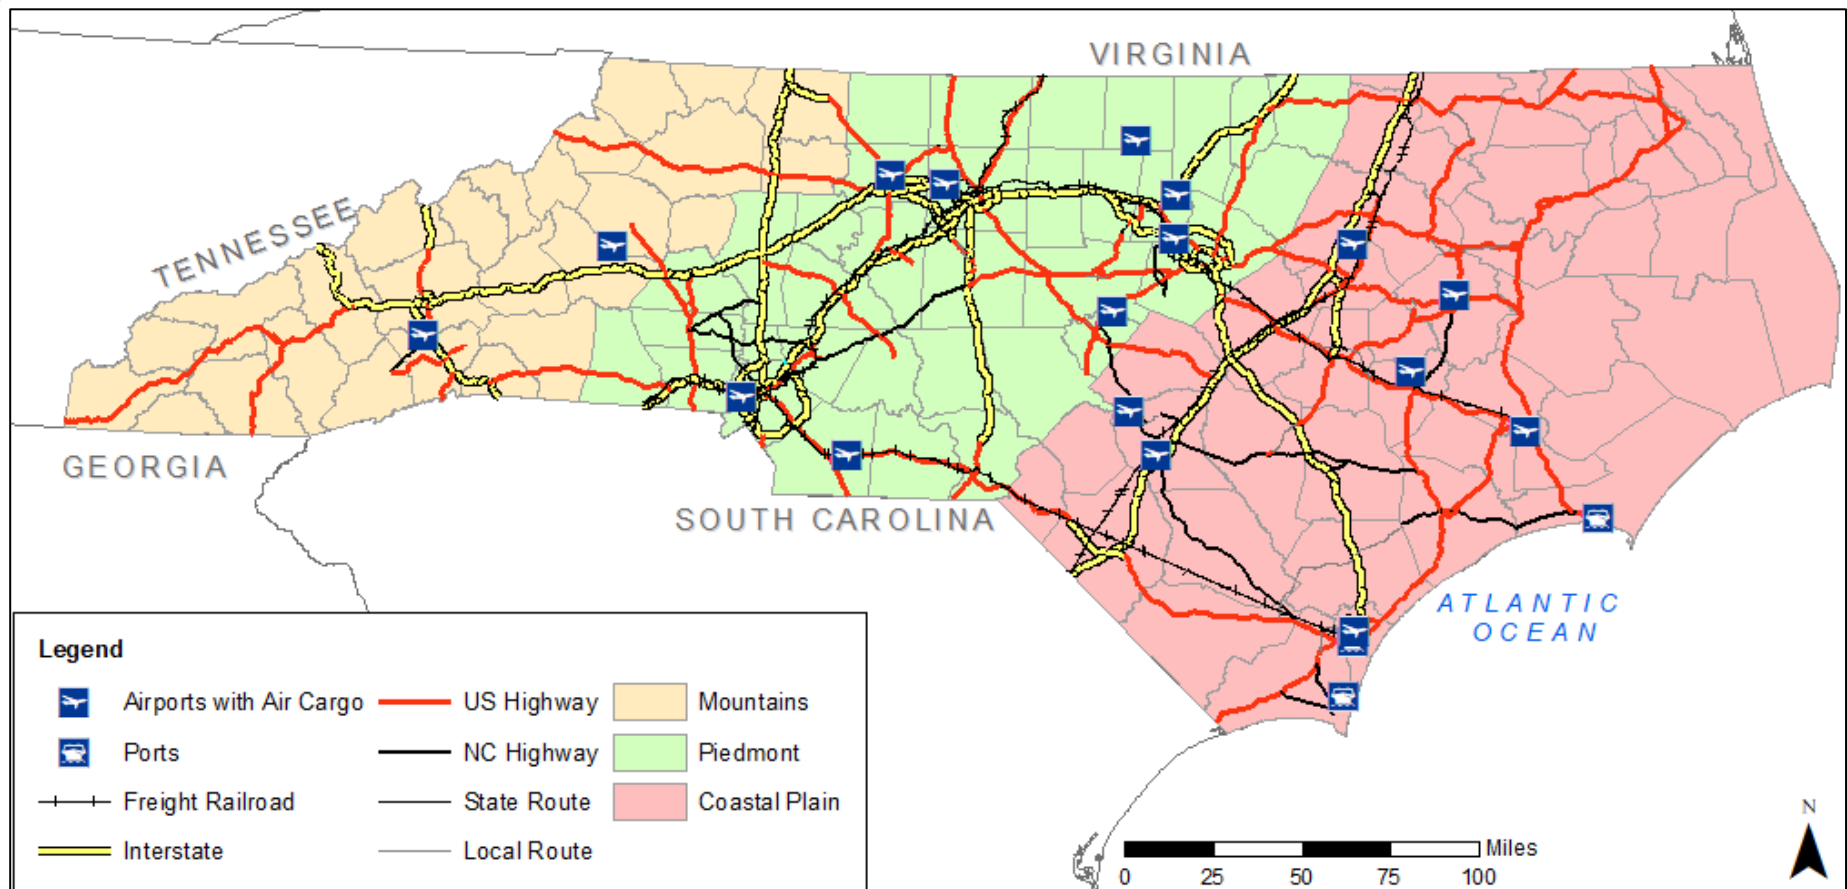 VIRGINIA
TENNESSEE
GEORGIA
SOUTH CAROLINA
ATLANTIC
OCEAN
Legend
Airports with Air Cargo
US Highway
Mountains
Ports
NC Highway
Piedmont
Freight Railroad
State Route
Coastal Plain
Interstate
Local Route
Miles
0 25 50 75 100
N